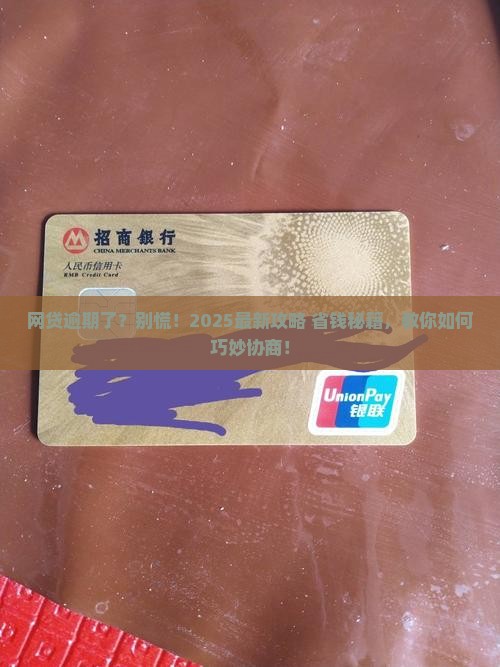 招商銀行
CHINA MERCHANTS BANK
人民币信用卡
RMB Credit Card
网贷逾期了?别慌!2025最新攻略 省钱秘籍,教你如何
巧妙协商!
UnionPay
银联